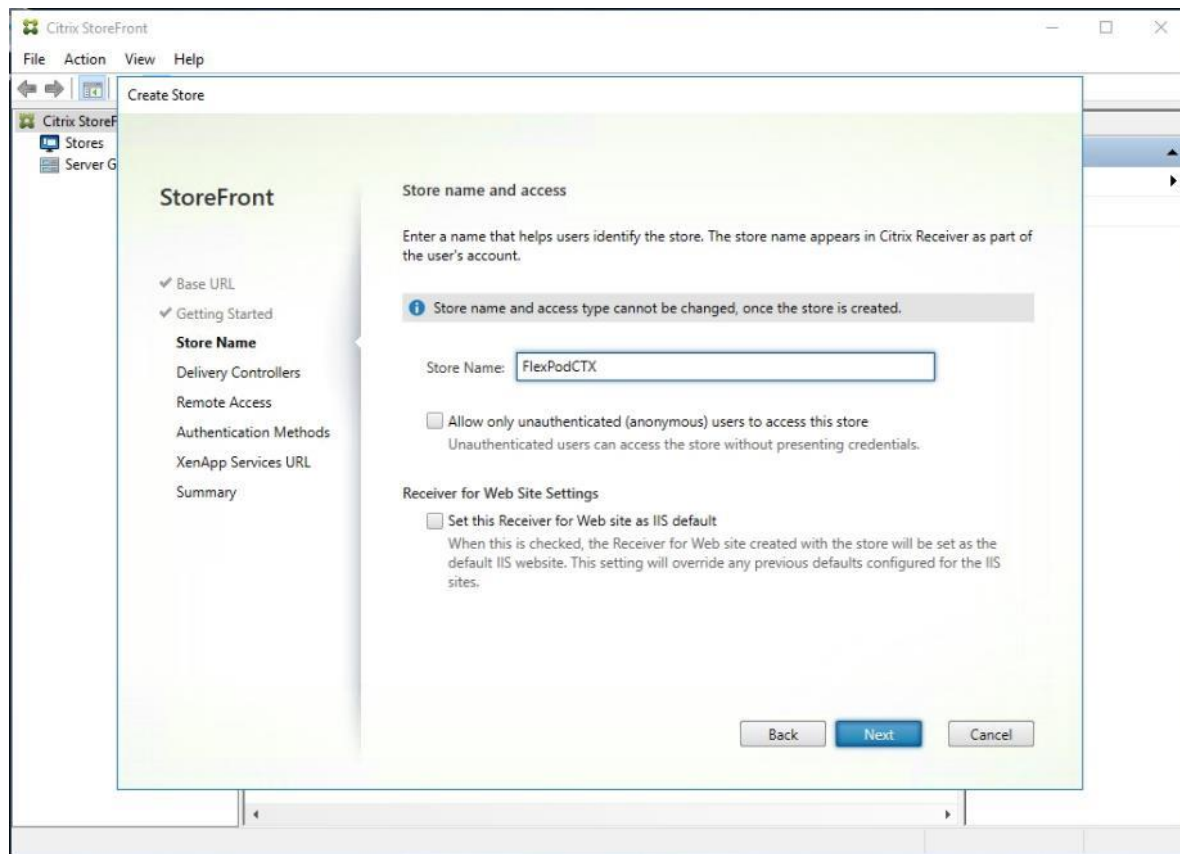 Citrix StoreFront
File Action View Help
Create Store
Citrix StoreF
Stores
Server G
StoreFront
Base URL
Getting Started
Store Name
Delivery Controllers
Remote Access
Authentication Methods
XenApp Services URL
Summary
Store name and access
Enter a name that helps users identify the store. The store name appears in Citrix Receiver as part of
the user's account.
Store name and access type cannot be changed, once the store is created.
Store Name: FlexPodCTX
Allow only unauthenticated (anonymous) users to access this store
Unauthenticated users can access the store without presenting credentials.
Receiver for Web Site Settings
Set this Receiver for Web site as IIS default
When this is checked, the Receiver for Web site created with the store will be set as the
default IIS website. This setting will override any previous defaults configured for the IIS
sites.
Back Next Cancel